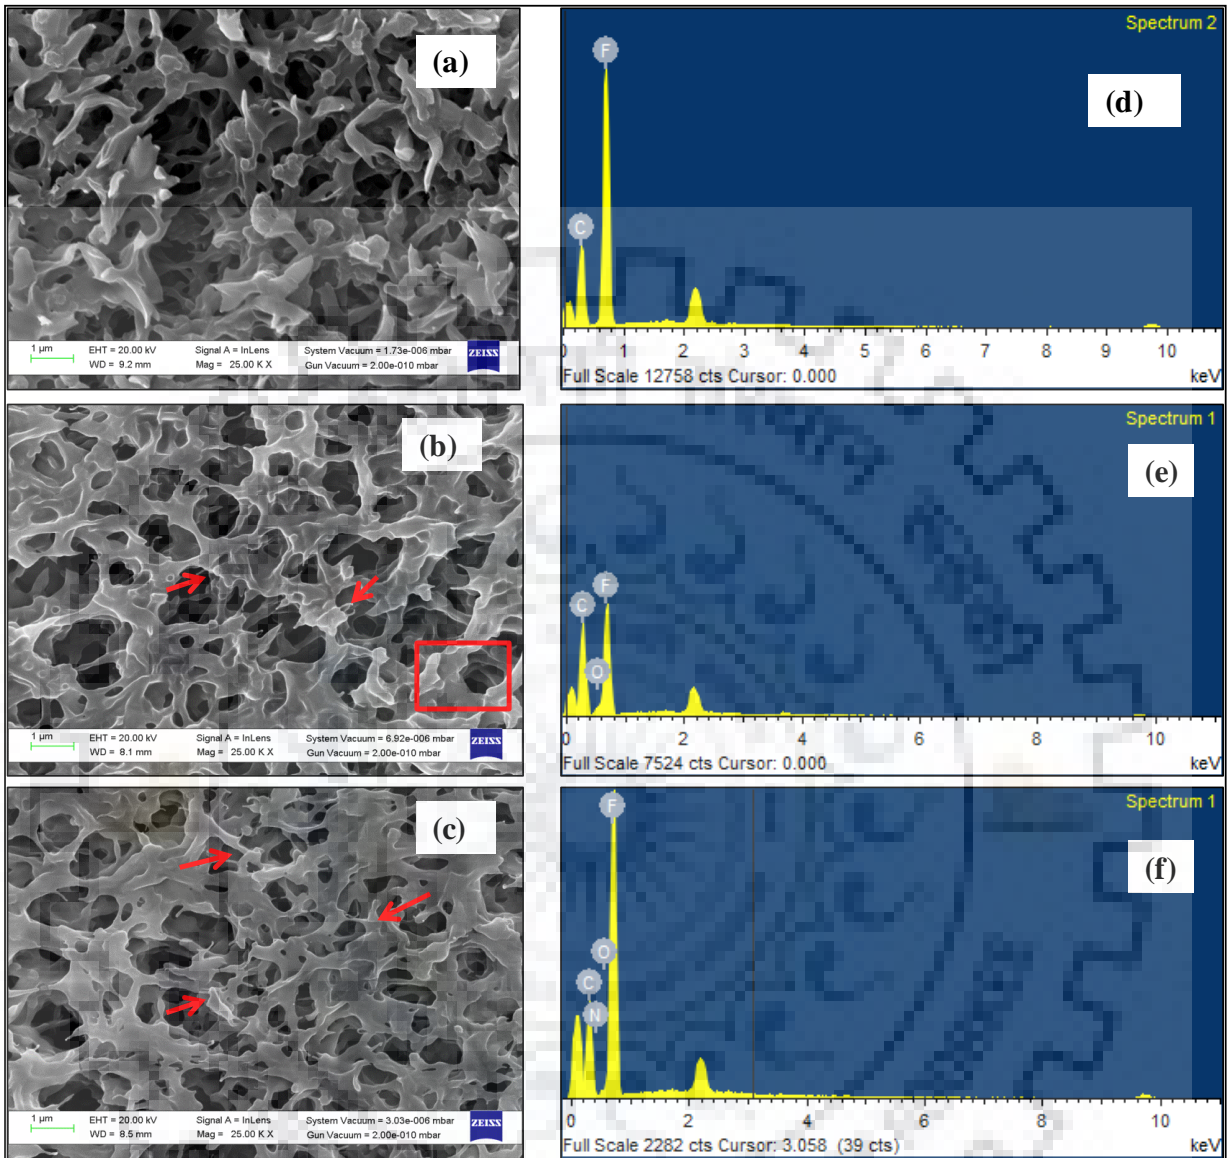 (a)
1 µm
EHT = 20.00 kV
Signal A = InLens
System Vacuum = 1.73e-006 mbar
WD = 9.2 mm
Mag = 25.00 K X
Gun Vacuum = 2.00e-010 mbar
ZEISS
Spectrum 2
(d)
F
C
0 1 2 3 4 5 6 7 8 9 10
Full Scale 12758 cts Cursor: 0.000
keV
(b)
1 µm
EHT = 20.00 kV
Signal A = InLens
System Vacuum = 6.92e-006 mbar
WD = 8.1 mm
Mag = 25.00 K X
Gun Vacuum = 2.00e-010 mbar
ZEISS
Spectrum 1
(e)
F
C
O
0 2 4 6 8 10
Full Scale 7524 cts Cursor: 0.000
keV
(c)
1 µm
EHT = 20.00 kV
Signal A = InLens
System Vacuum = 3.03e-006 mbar
WD = 8.5 mm
Mag = 25.00 K X
Gun Vacuum = 2.00e-010 mbar
ZEISS
Spectrum 1
(f)
F
O
C
N
0 2 4 6 8 10
Full Scale 2282 cts Cursor: 3.058 (39 cts)
keV